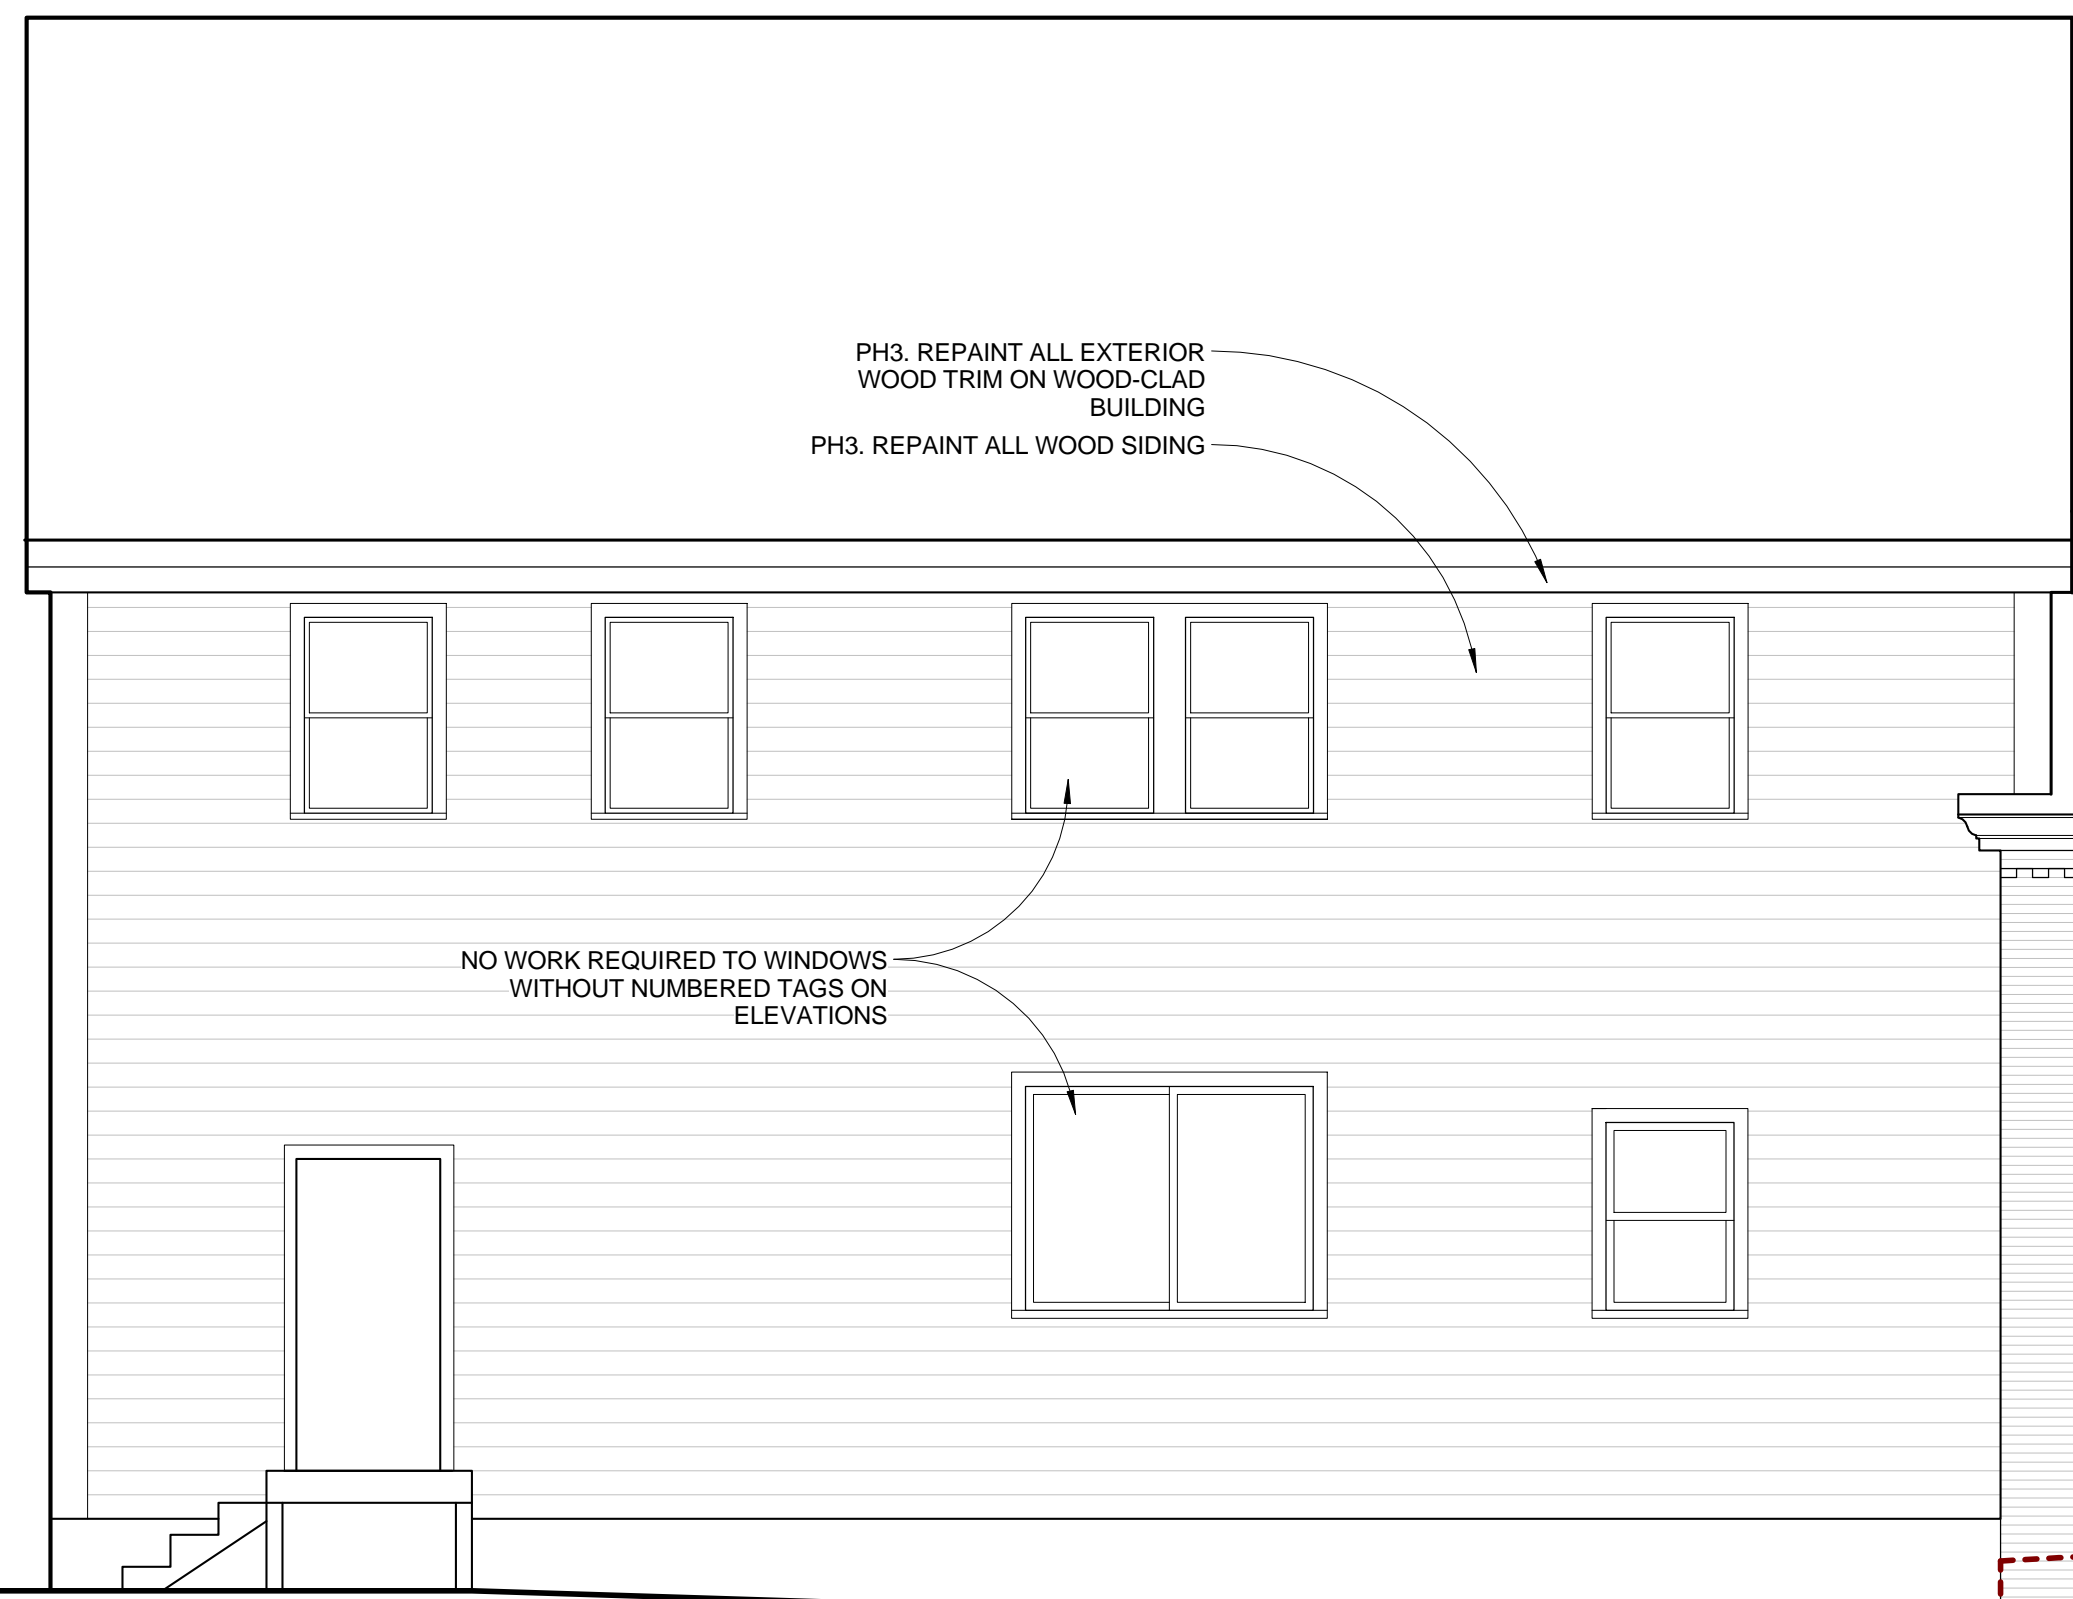 PH3. REPAINT ALL EXTERIOR
WOOD TRIM ON WOOD-CLAD
BUILDING
PH3. REPAINT ALL WOOD SIDING
NO WORK REQUIRED TO WINDOWS
WITHOUT NUMBERED TAGS ON
ELEVATIONS